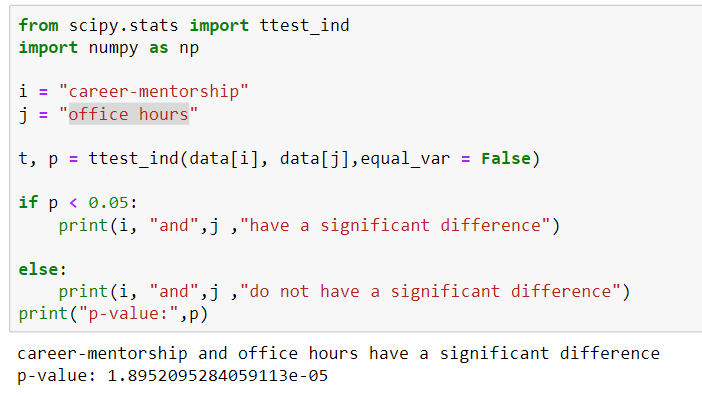 from scipy.stats import ttest_ind
import numpy as np
i = "career-mentorship"
j = "office hours"
t, p = ttest_ind(data[i], data[j],equal_var = False)
if p < 0.05:
    print(i, "and",j ,"have a significant difference")
else:
    print(i, "and",j ,"do not have a significant difference")
print("p-value:",p)
career-mentorship and office hours have a significant difference
p-value: 1.8952095284059113e-05